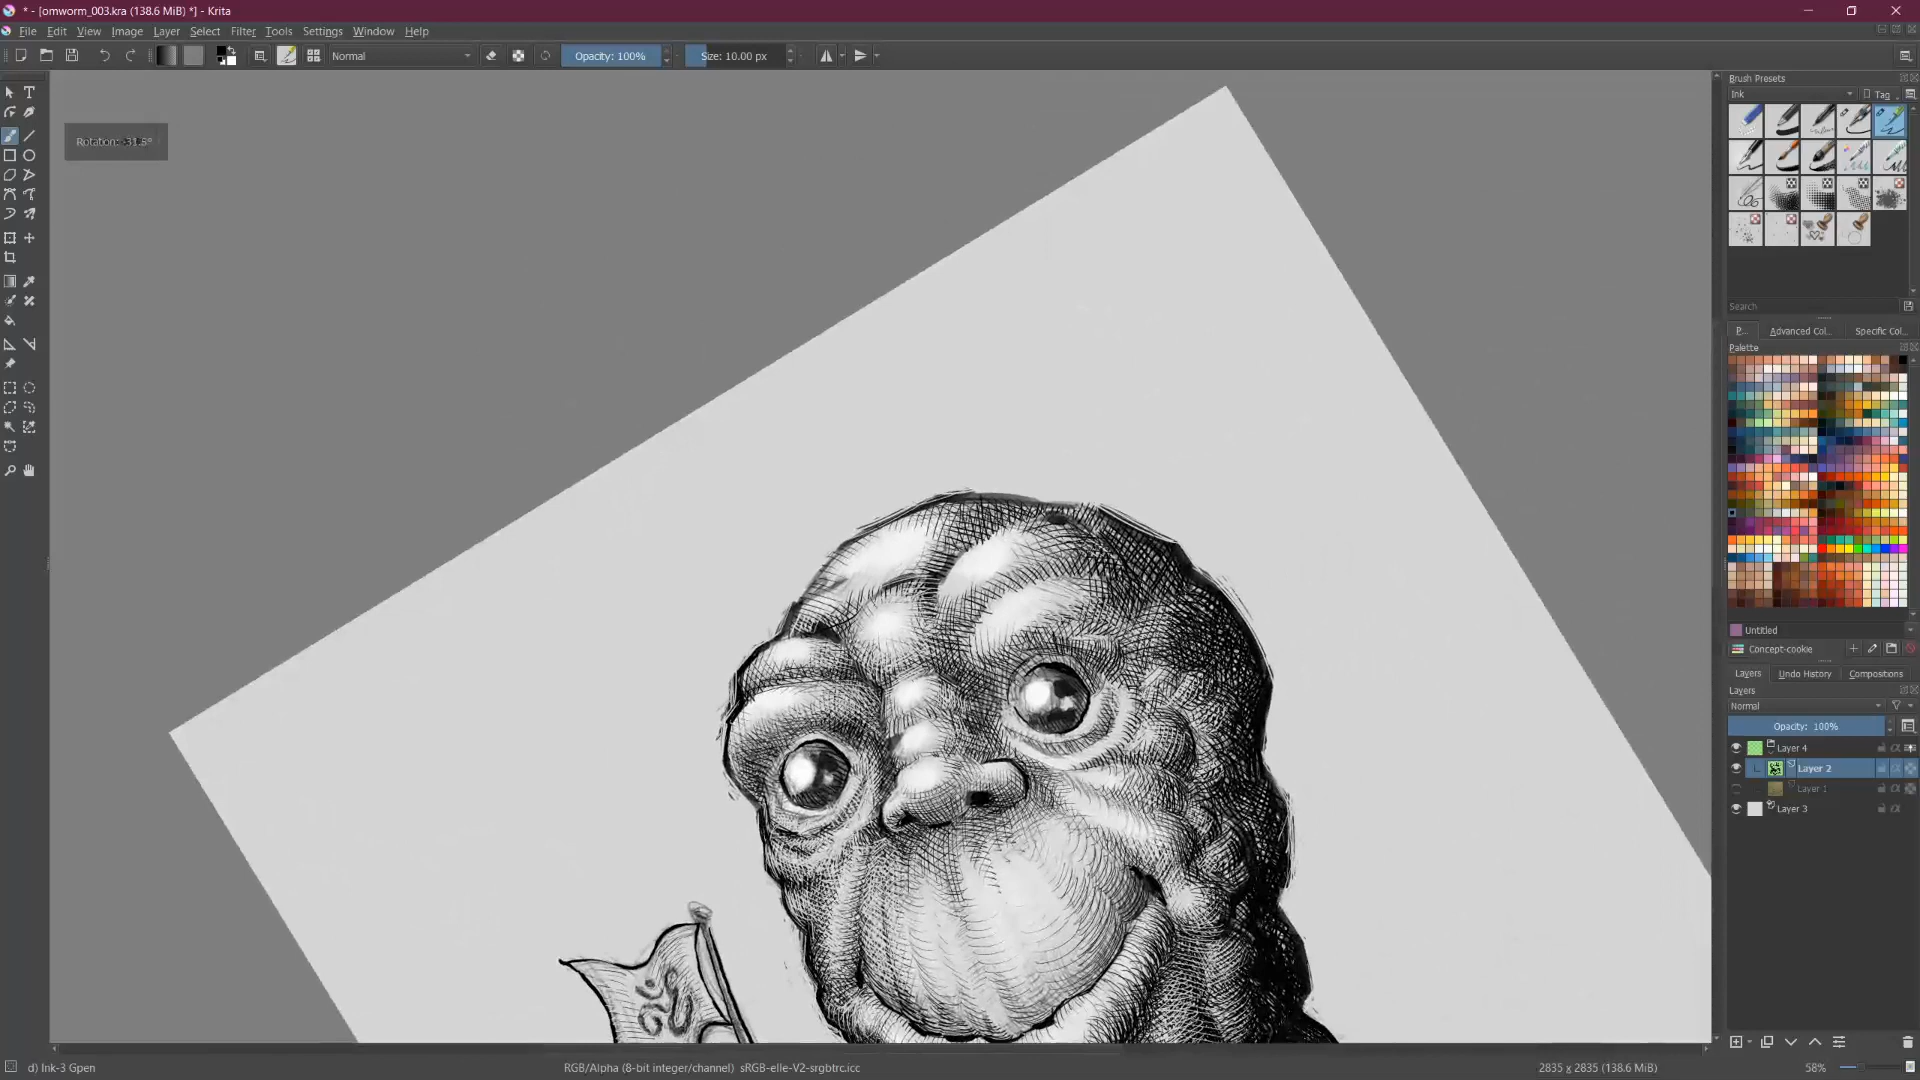 * - [omworm_003.kra (138.6 MiB) *] - Krita
File Edit View Image Layer Select Filter Tools Settings Window Help
Normal
Opacity: 100%
Size: 10.00 px
Rotation: -31.5°
Brush Presets
Ink
Tag
Search
P...
Advanced Col...
Specific Col...
Palette
Untitled
Concept-cookie
Layers
Undo History
Compositions
Layers
Normal
Opacity: 100%
Layer 4
Layer 2
Layer 1
Layer 3
d) Ink-3 Gpen
RGB/Alpha (8-bit integer/channel) sRGB-elle-V2-srgbtrc.icc
2835 x 2835 (138.6 MiB)
58%